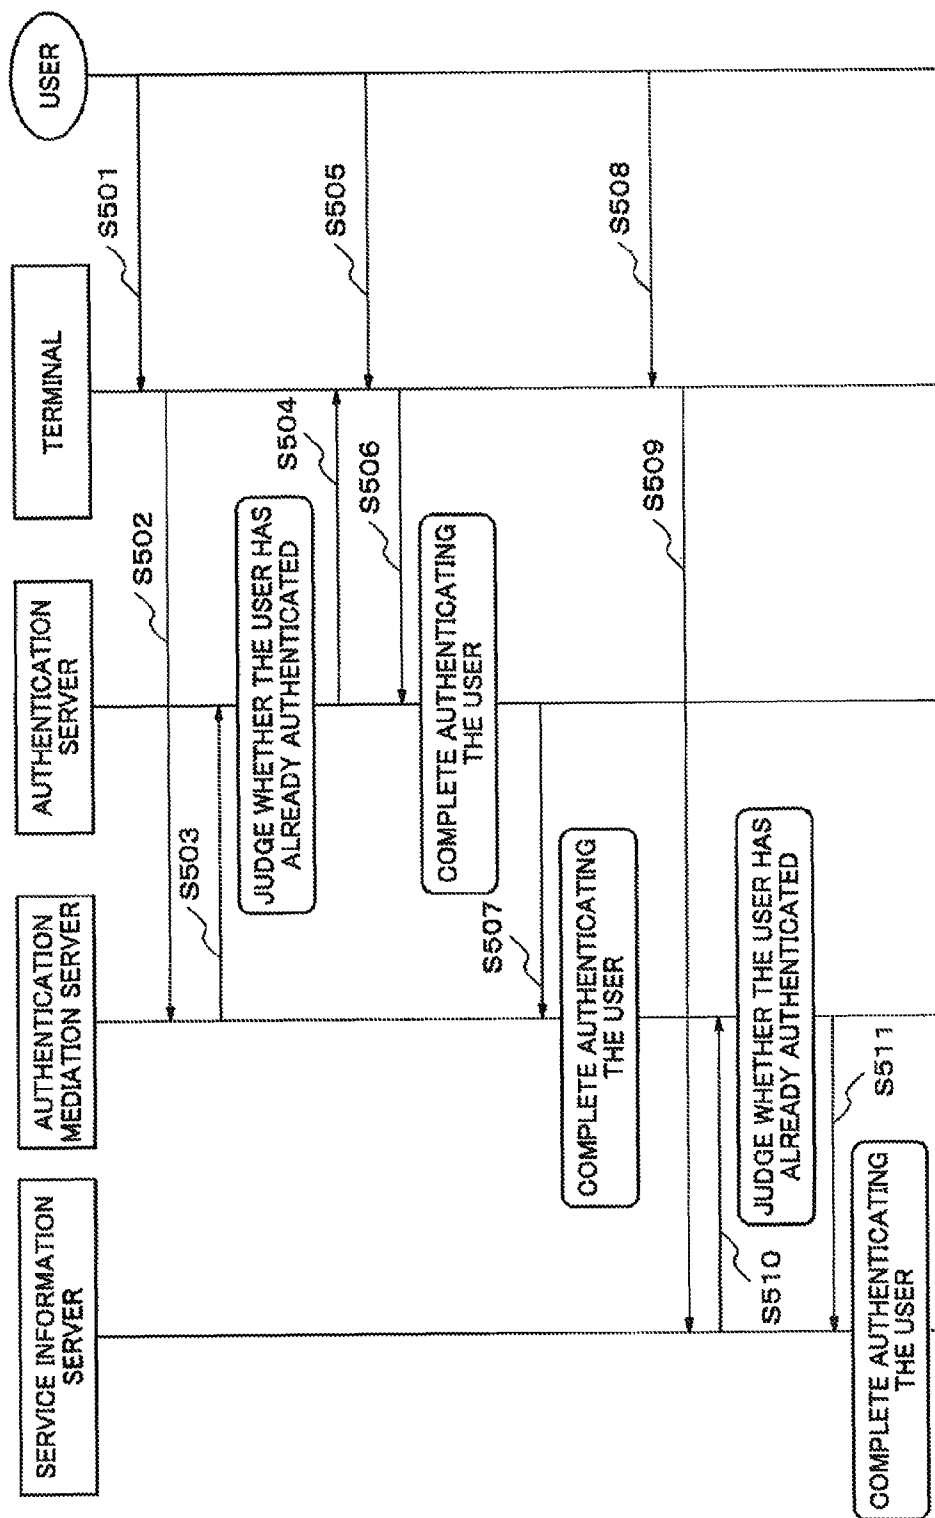 USER
TERMINAL
AUTHENTICATION
SERVER
AUTHENTICATION
MEDIATION SERVER
SERVICE INFORMATION
SERVER
S501
S502
S503
JUDGE WHETHER THE USER HAS
ALREADY AUTHENTICATED
S504
S505
S506
COMPLETE AUTHENTICATING
THE USER
S507
COMPLETE AUTHENTICATING
THE USER
S508
S509
S510
JUDGE WHETHER THE USER HAS
ALREADY AUTHENTICATED
S511
COMPLETE AUTHENTICATING
THE USER